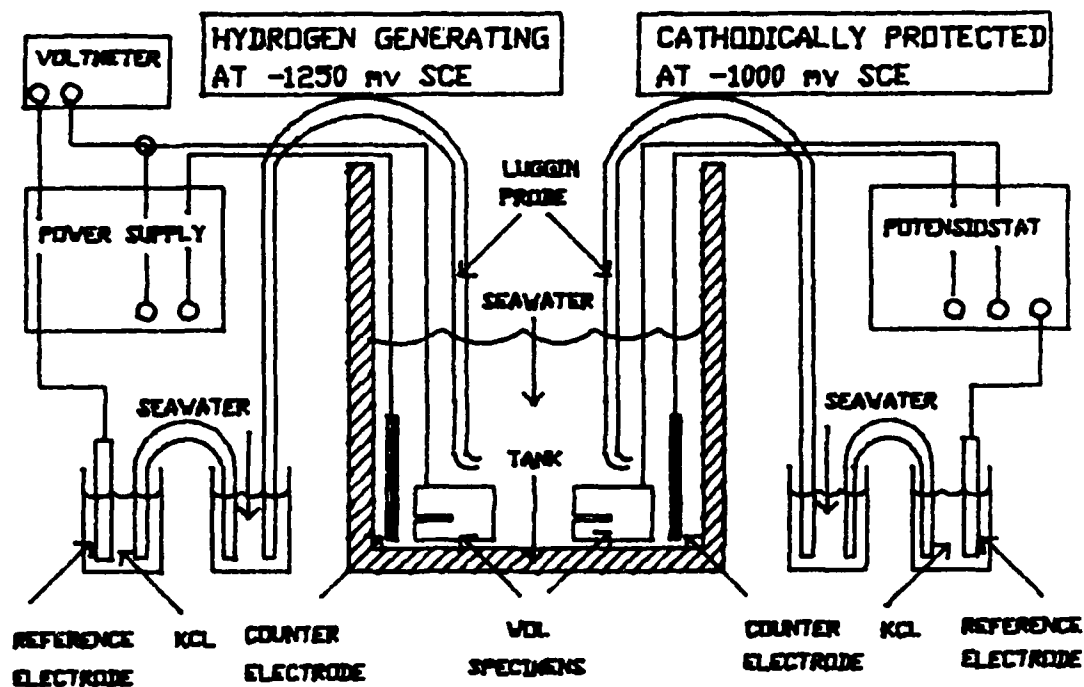 HYDROGEN GENERATING
AT -1250 mv SCE
CATHODICALLY PROTECTED
AT -1000 mv SCE
VOLTMETER
LUGGIN
PROBE
POWER SUPPLY
POTENSIOSTAT
SEAWATER
SEAWATER
SEAWATER
TANK
REFERENCE
ELECTRODE
KCL
COUNTER
ELECTRODE
WOL
SPECIMENS
COUNTER
ELECTRODE
KCL
REFERENCE
ELECTRODE